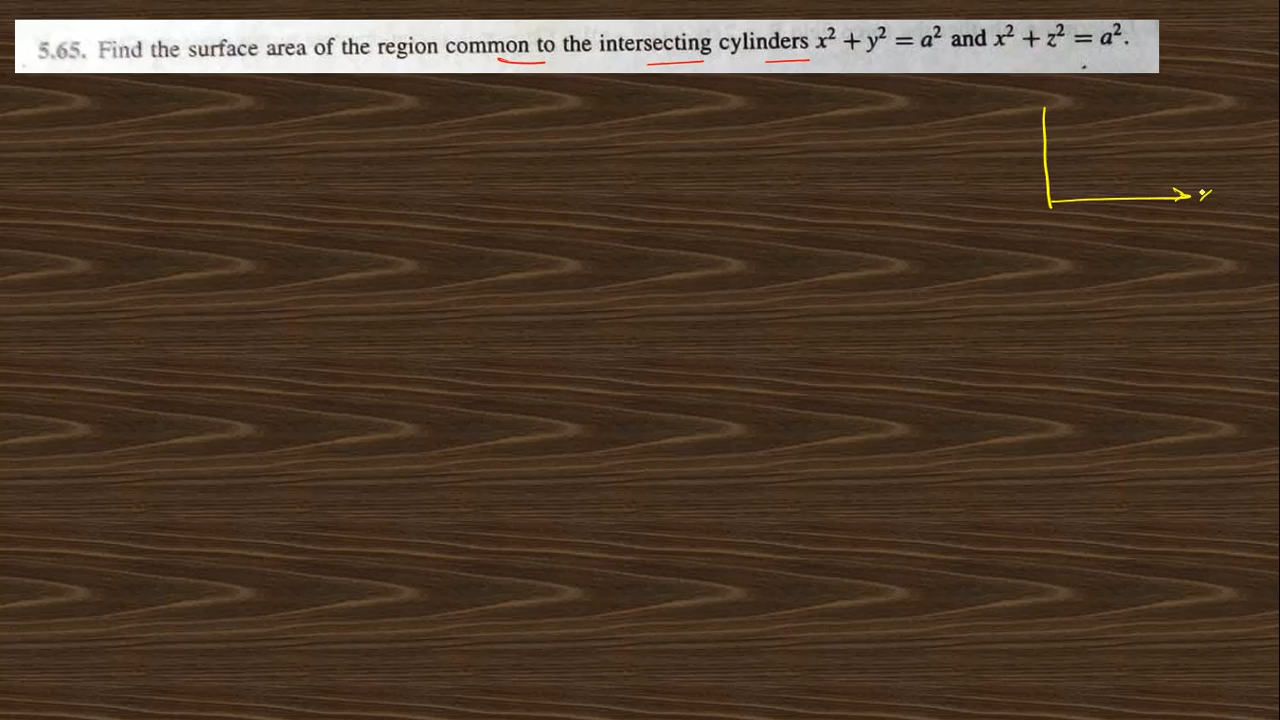 5.65. Find the surface area of the region common to the intersecting cylinders x² + y² = a² and x² + z² = a².